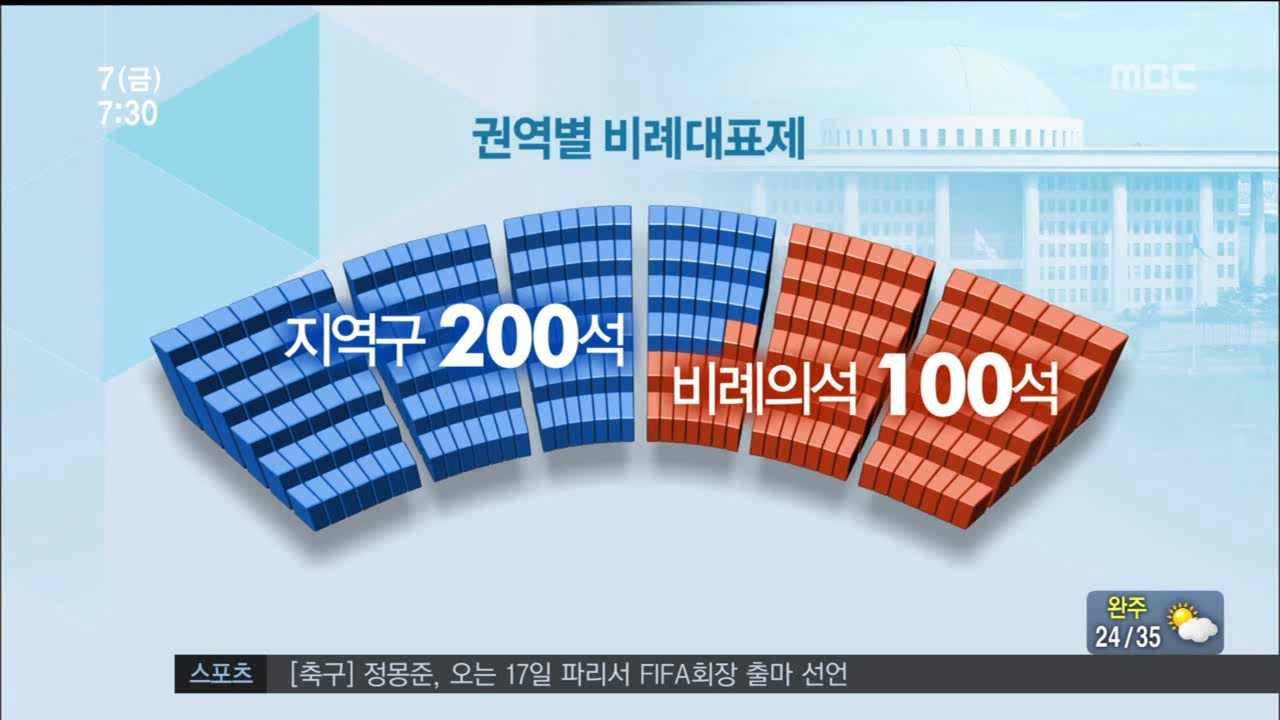 7(금)
7:30
MBC
권역별 비례대표제
지역구 200석
비례의석 100석
완주
24/35
스포츠 [축구] 정몽준, 오는 17일 파리서 FIFA회장 출마 선언